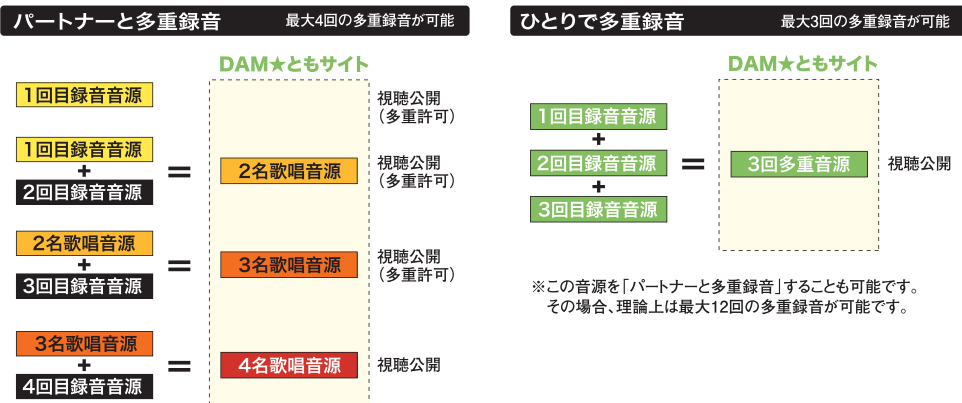 パートナーと多重録音 最大4回の多重録音が可能
DAM★ともサイト
1回目録音音源
視聴公開
(多重許可)
1回目録音音源
+
2回目録音音源
=
2名歌唱音源
視聴公開
(多重許可)
2名歌唱音源
+
3回目録音音源
=
3名歌唱音源
視聴公開
(多重許可)
3名歌唱音源
+
4回目録音音源
=
4名歌唱音源
視聴公開
ひとりで多重録音 最大3回の多重録音が可能
DAM★ともサイト
1回目録音音源
+
2回目録音音源
+
3回目録音音源
=
3回多重音源
視聴公開
※この音源を「パートナーと多重録音」することも可能です。
その場合、理論上は最大12回の多重録音が可能です。